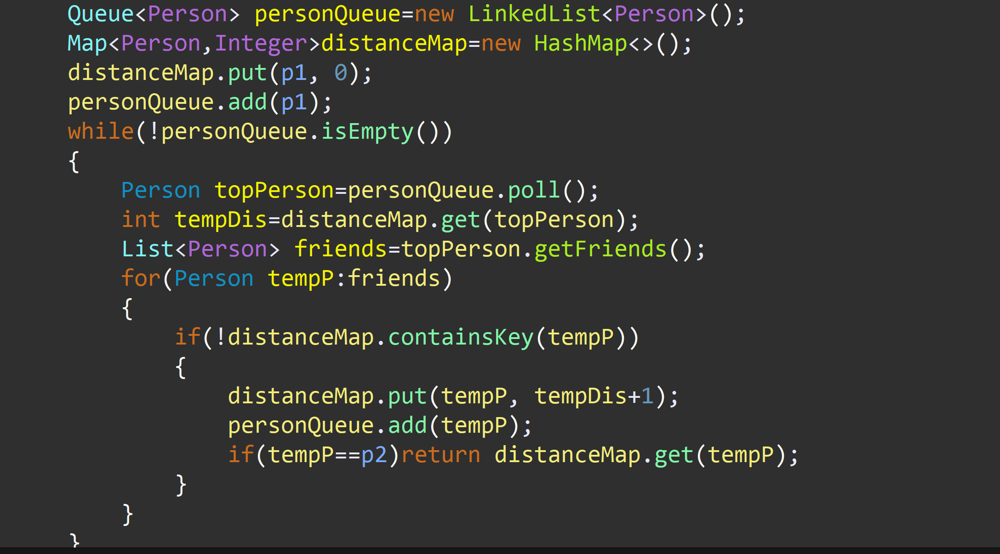 Queue<Person> personQueue=new LinkedList<Person>();
Map<Person,Integer>distanceMap=new HashMap<>();
distanceMap.put(p1, 0);
personQueue.add(p1);
while(!personQueue.isEmpty())
{
    Person topPerson=personQueue.poll();
    int tempDis=distanceMap.get(topPerson);
    List<Person> friends=topPerson.getFriends();
    for(Person tempP:friends)
    {
        if(!distanceMap.containsKey(tempP))
        {
            distanceMap.put(tempP, tempDis+1);
            personQueue.add(tempP);
            if(tempP==p2)return distanceMap.get(tempP);
        }
    }
}